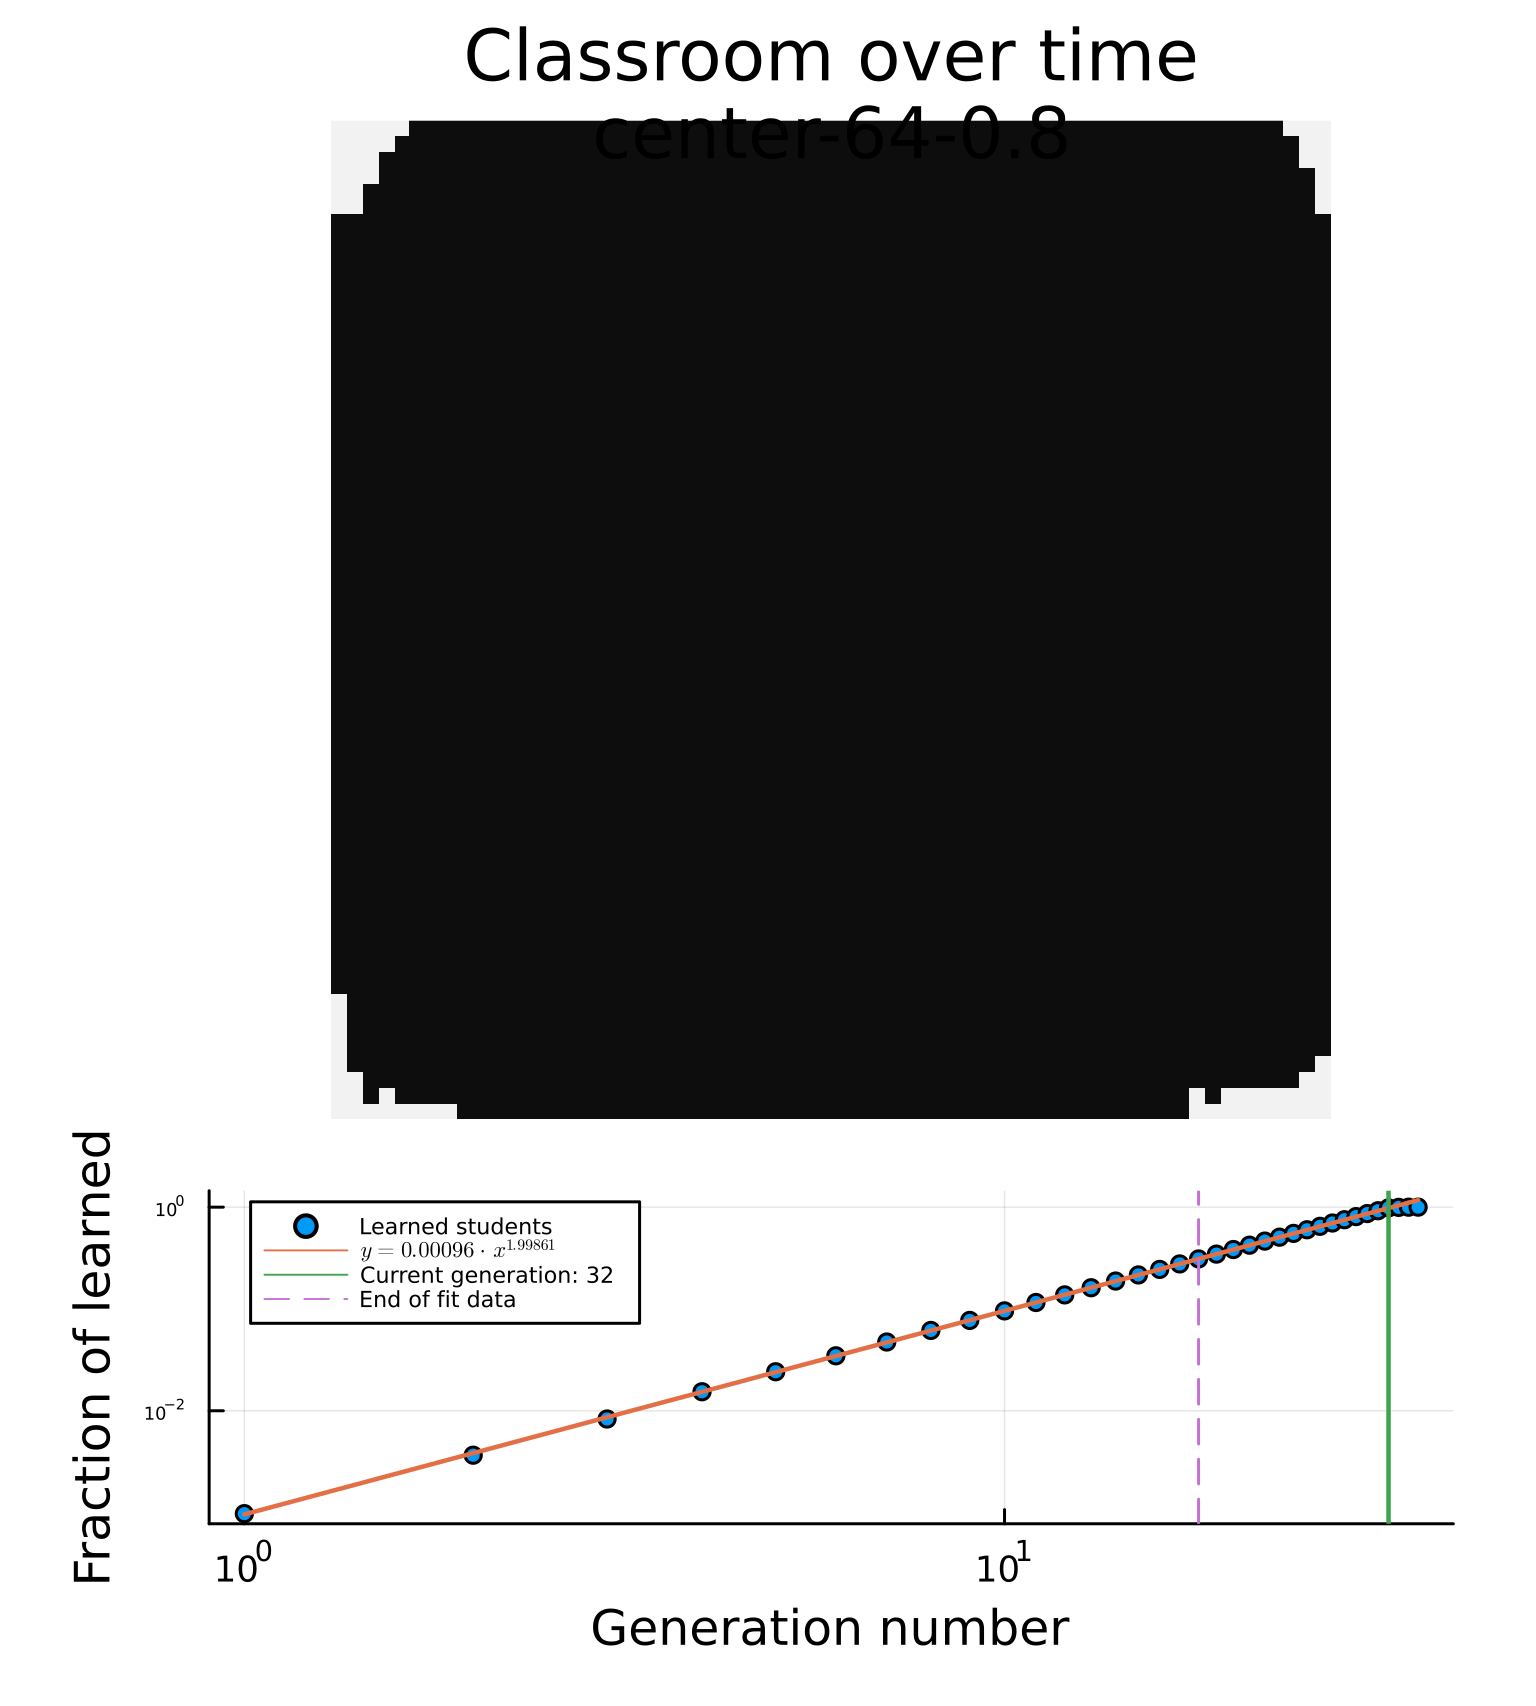 Classroom over time
center-64-0.8
Fraction of learned
10⁰
10⁻²
Learned students
y = 0.00096 · x^1.99861
Current generation: 32
End of fit data
10⁰
10¹
Generation number